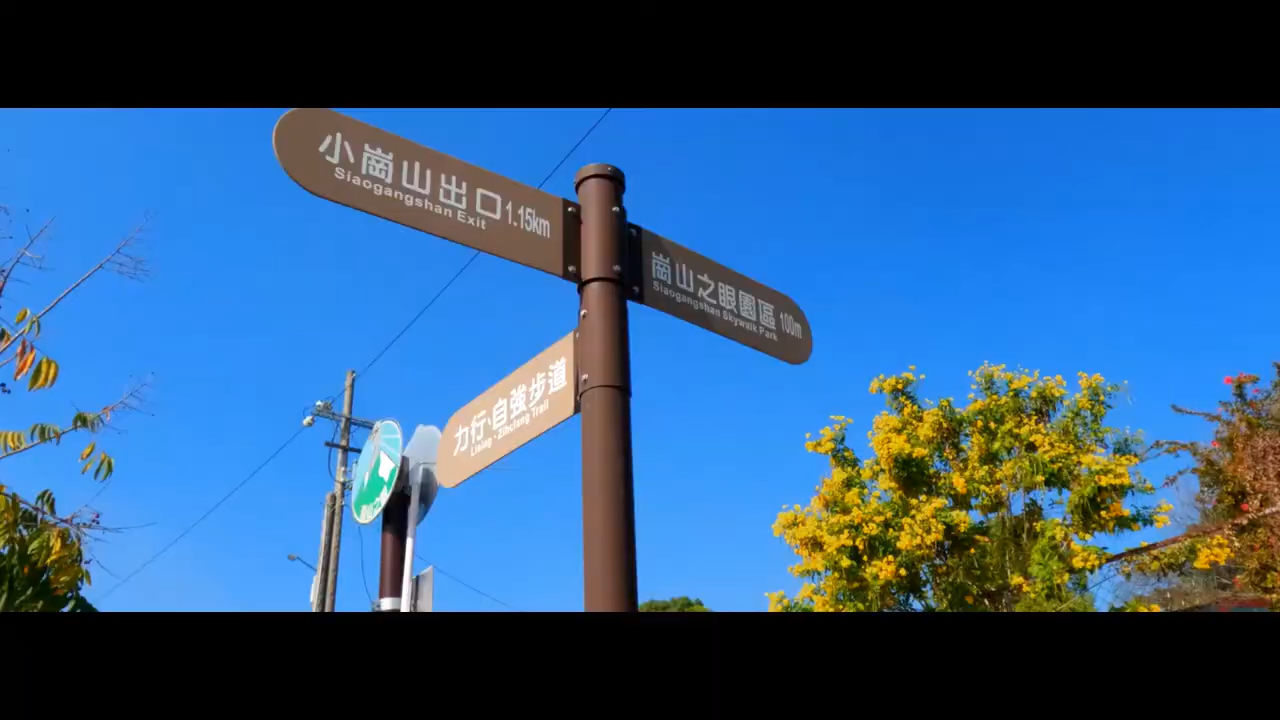 小崗山出口 1.15km
Siaogangshan Exit
崗山之眼園區 100m
Siaogangshan Skywalk Park
力行、自強步道
Lising、Zihciang Trail